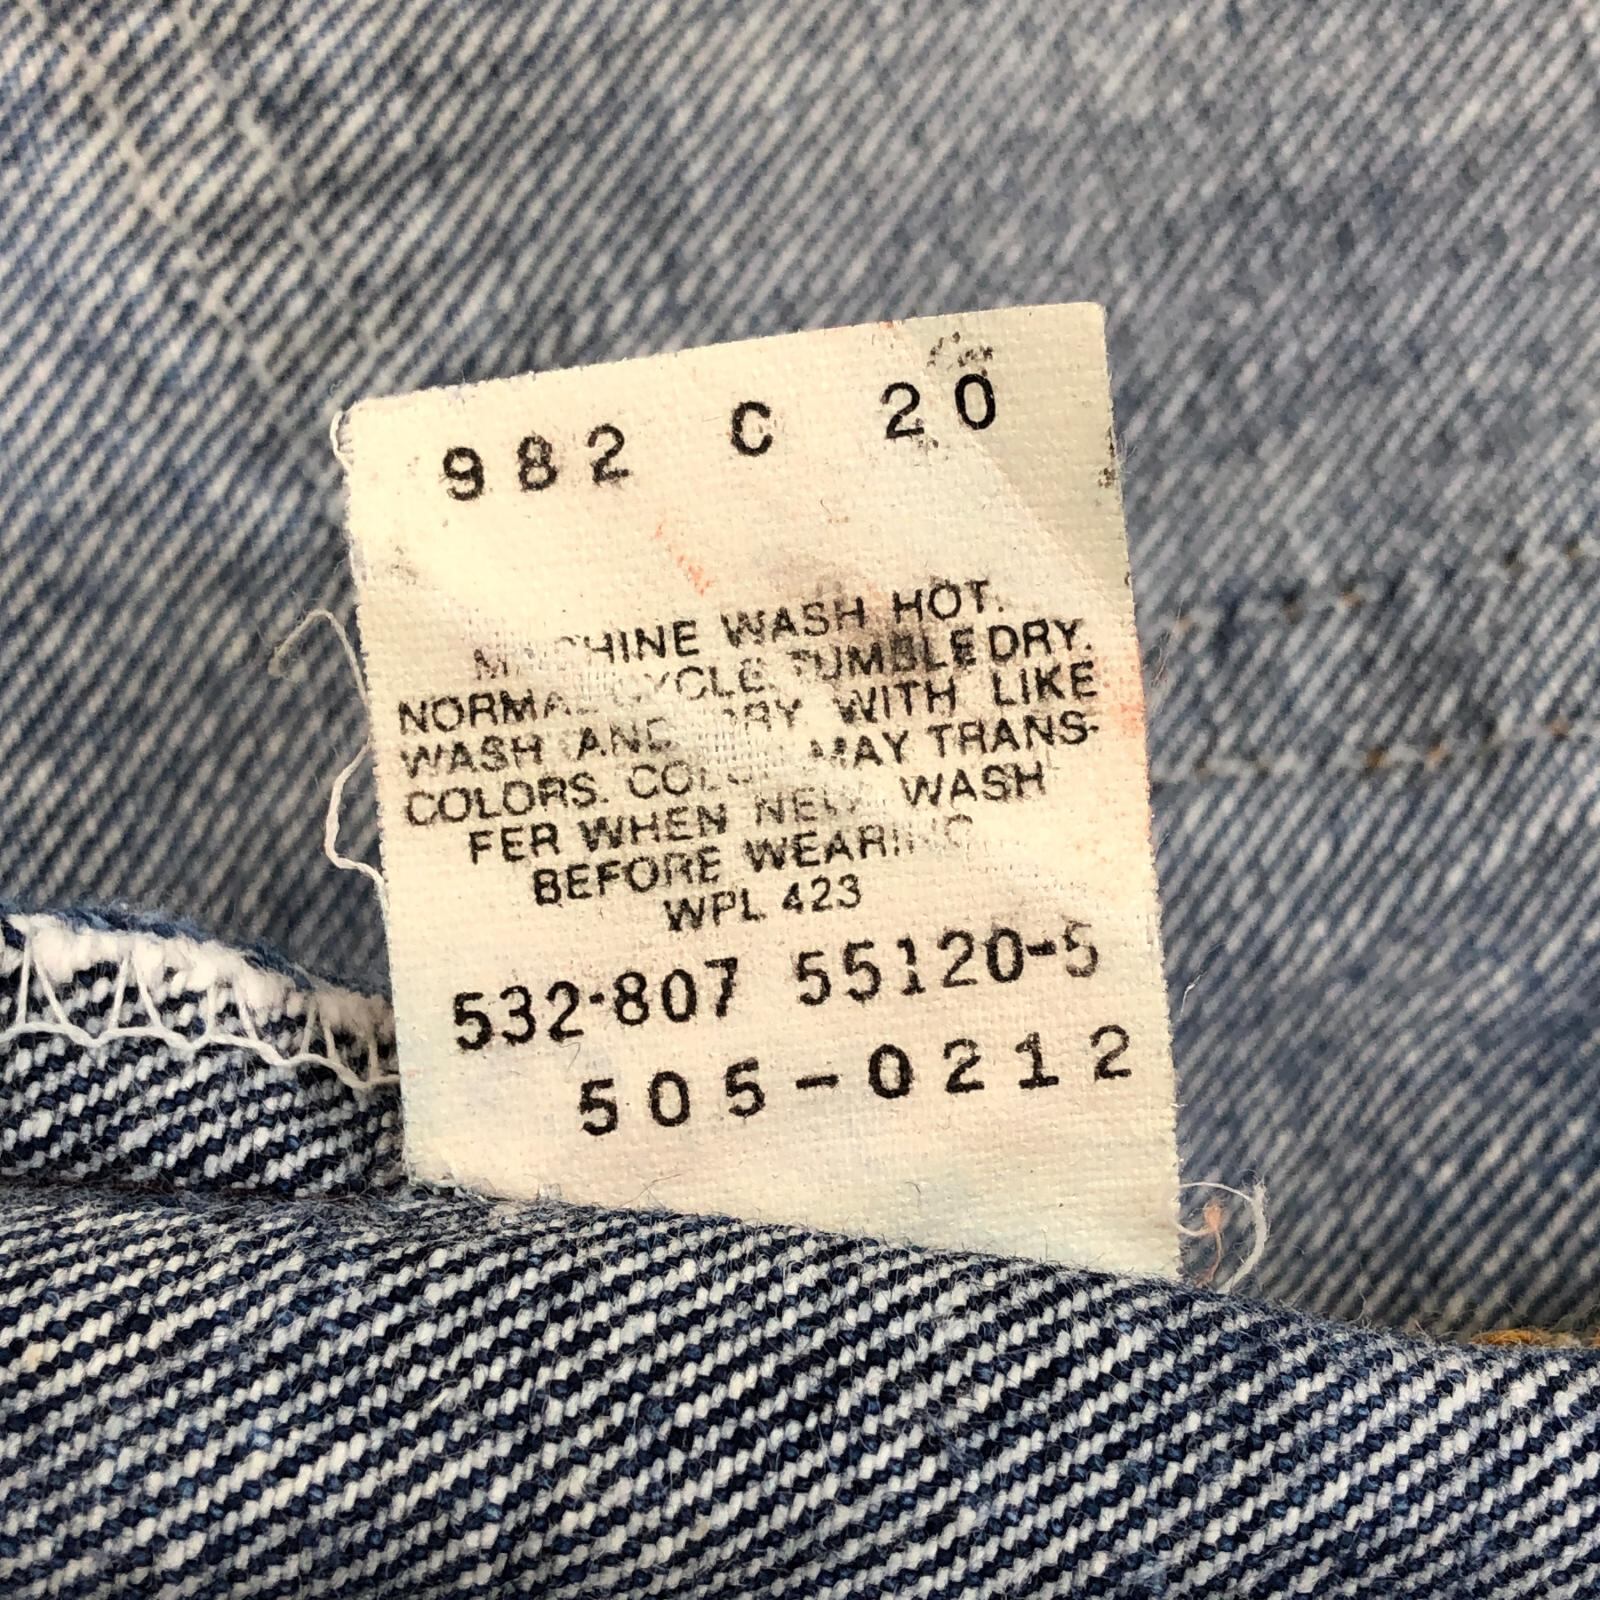 982 C 20
MACHINE WASH HOT.
NORMAL CYCLE. TUMBLE DRY.
WASH AND DRY WITH LIKE
COLORS. COLOR MAY TRANS-
FER WHEN NEW. WASH
BEFORE WEARING
WPL 423
532-807 55120-5
505-0212